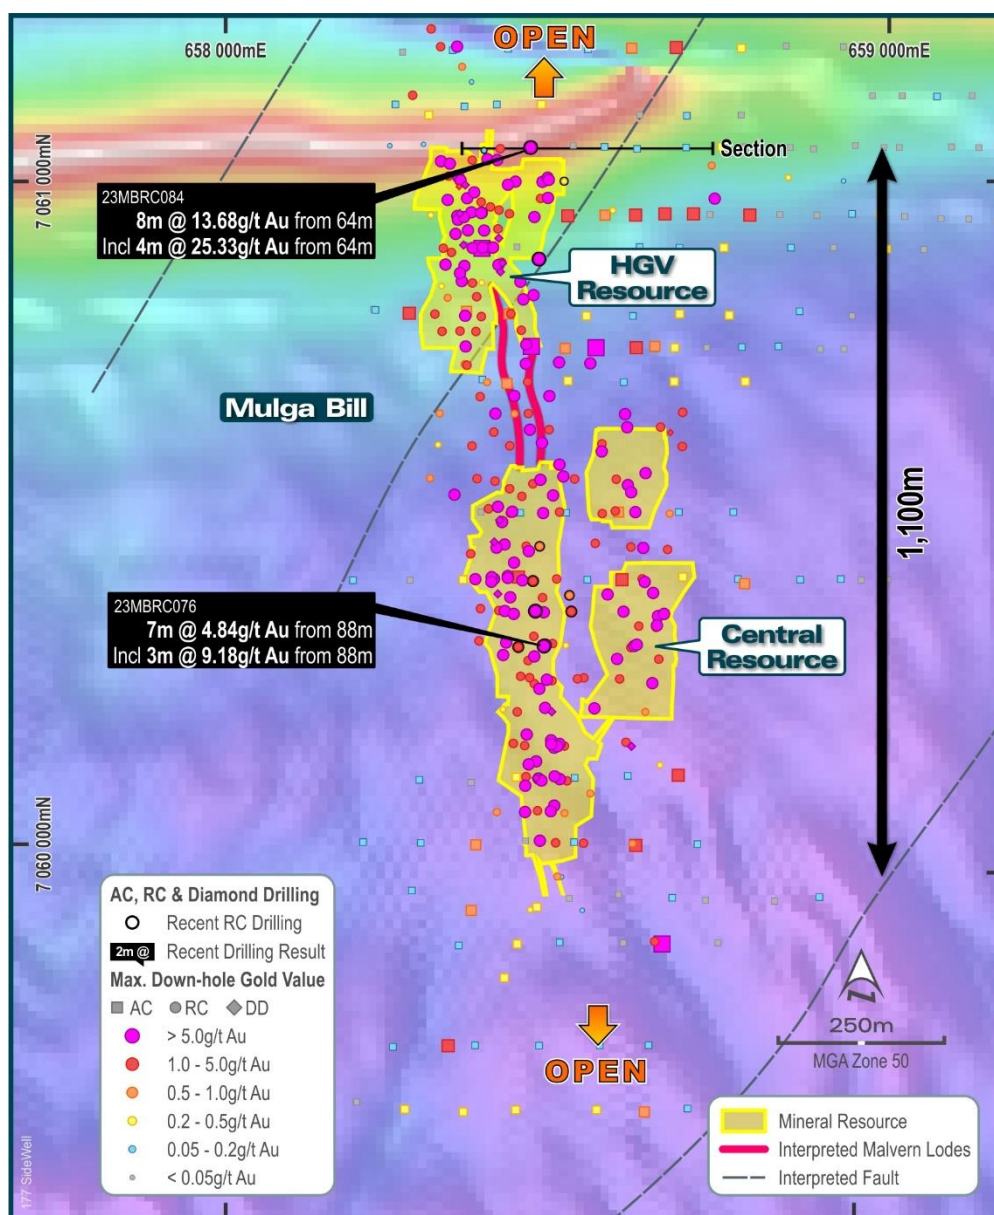 658 000mE
659 000mE
OPEN
Section
7 061 000mN
23MBRC084
8m @ 13.68g/t Au from 64m
Incl 4m @ 25.33g/t Au from 64m
HGV
Resource
Mulga Bill
1,100m
23MBRC076
7m @ 4.84g/t Au from 88m
Incl 3m @ 9.18g/t Au from 88m
Central
Resource
7 060 000mN
AC, RC & Diamond Drilling
Recent RC Drilling
2m @ Recent Drilling Result
Max. Down-hole Gold Value
AC RC DD
> 5.0g/t Au
1.0 - 5.0g/t Au
0.5 - 1.0g/t Au
0.2 - 0.5g/t Au
0.05 - 0.2g/t Au
< 0.05g/t Au
177 SideWell
OPEN
N
250m
MGA Zone 50
Mineral Resource
Interpreted Malvern Lodes
Interpreted Fault